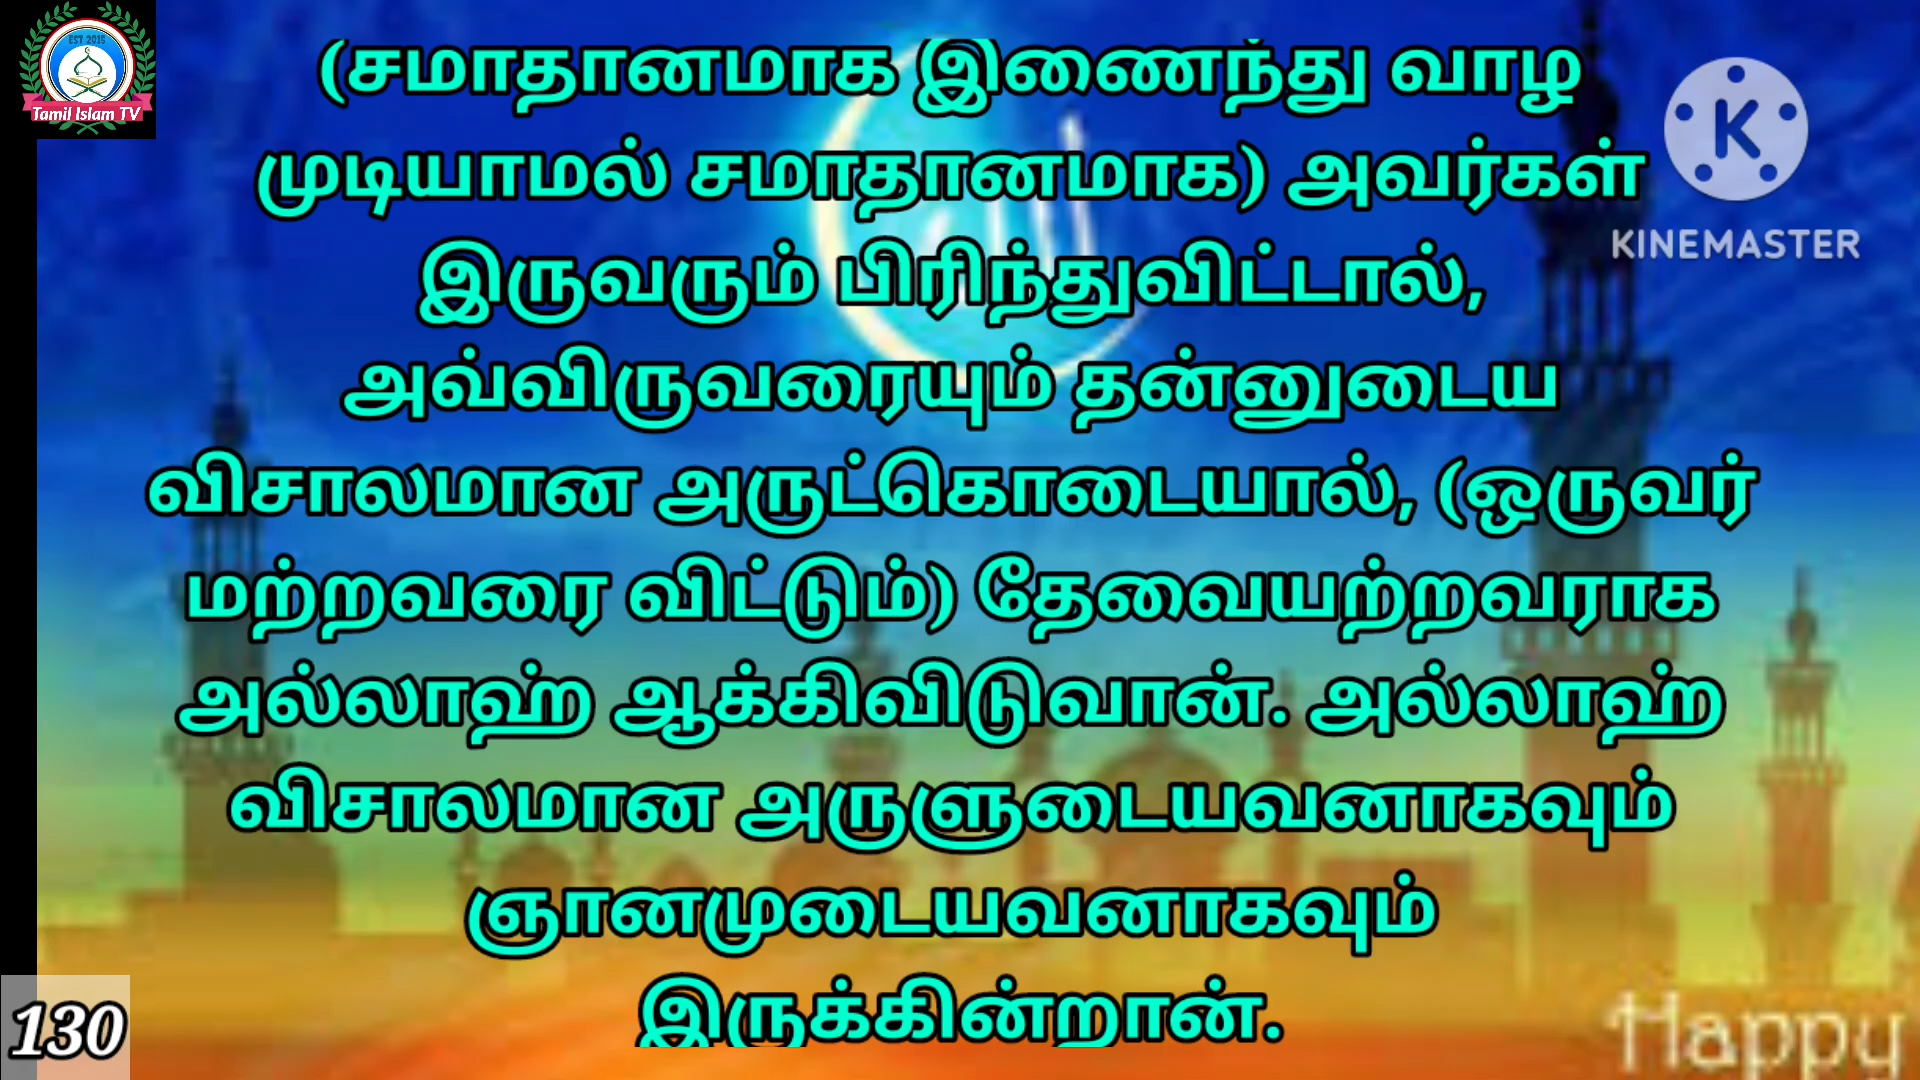 EST 2015
Tamil Islam TV
(சமாதானமாக இணைந்து வாழ
முடியாமல் சமாதானமாக) அவர்கள்
இருவரும் பிரிந்துவிட்டால்,
அவ்விருவரையும் தன்னுடைய
விசாலமான அருட்கொடையால், (ஒருவர்
மற்றவரை விட்டும்) தேவையற்றவராக
அல்லாஹ் ஆக்கிவிடுவான். அல்லாஹ்
விசாலமான அருளுடையவனாகவும்
ஞானமுடையவனாகவும்
இருக்கின்றான்.
K
KINEMASTER
130
Happy